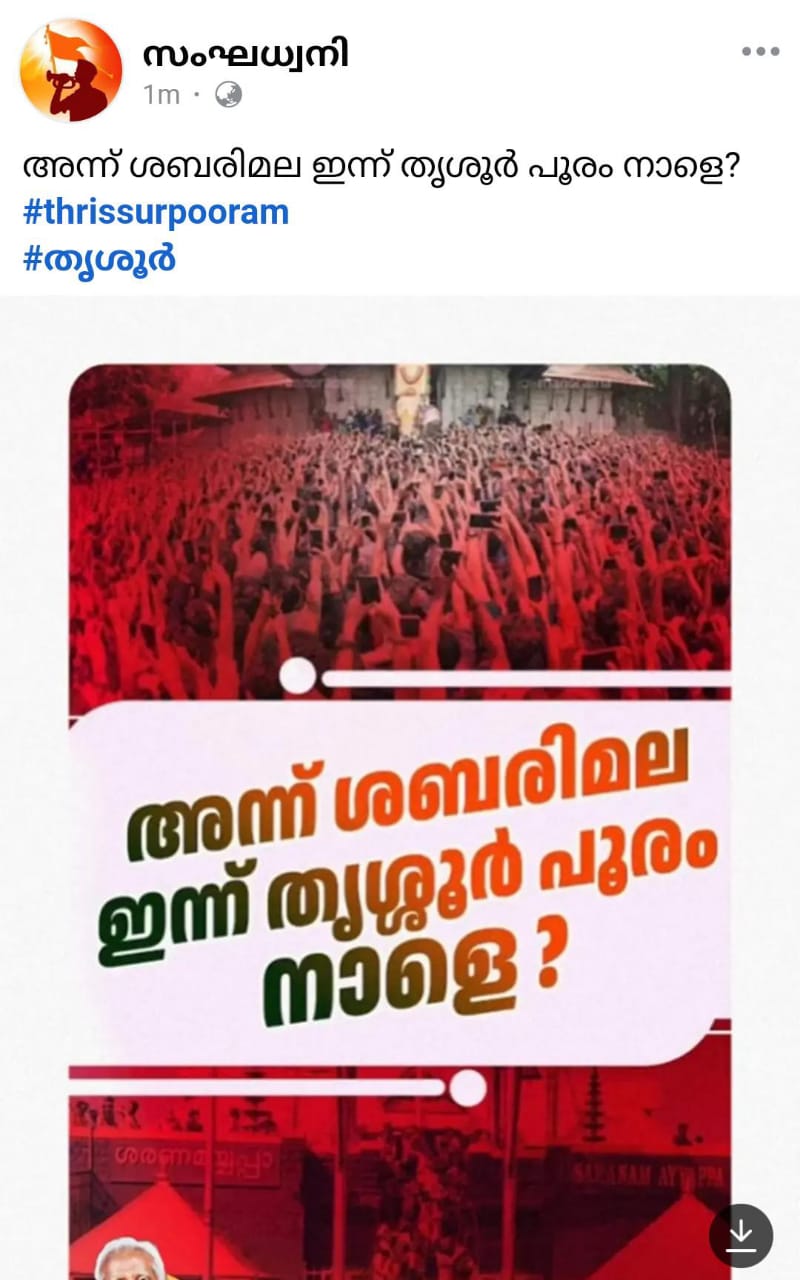 സംഘധ്വനി
1m ·
അന്ന് ശബരിമല ഇന്ന് തൃശൂർ പൂരം നാളെ?
#thrissurpooram
#തൃശൂർ
അന്ന് ശബരിമല
ഇന്ന് തൃശ്ശൂർ പൂരം
നാളെ?
SARANAM AYYAPPA